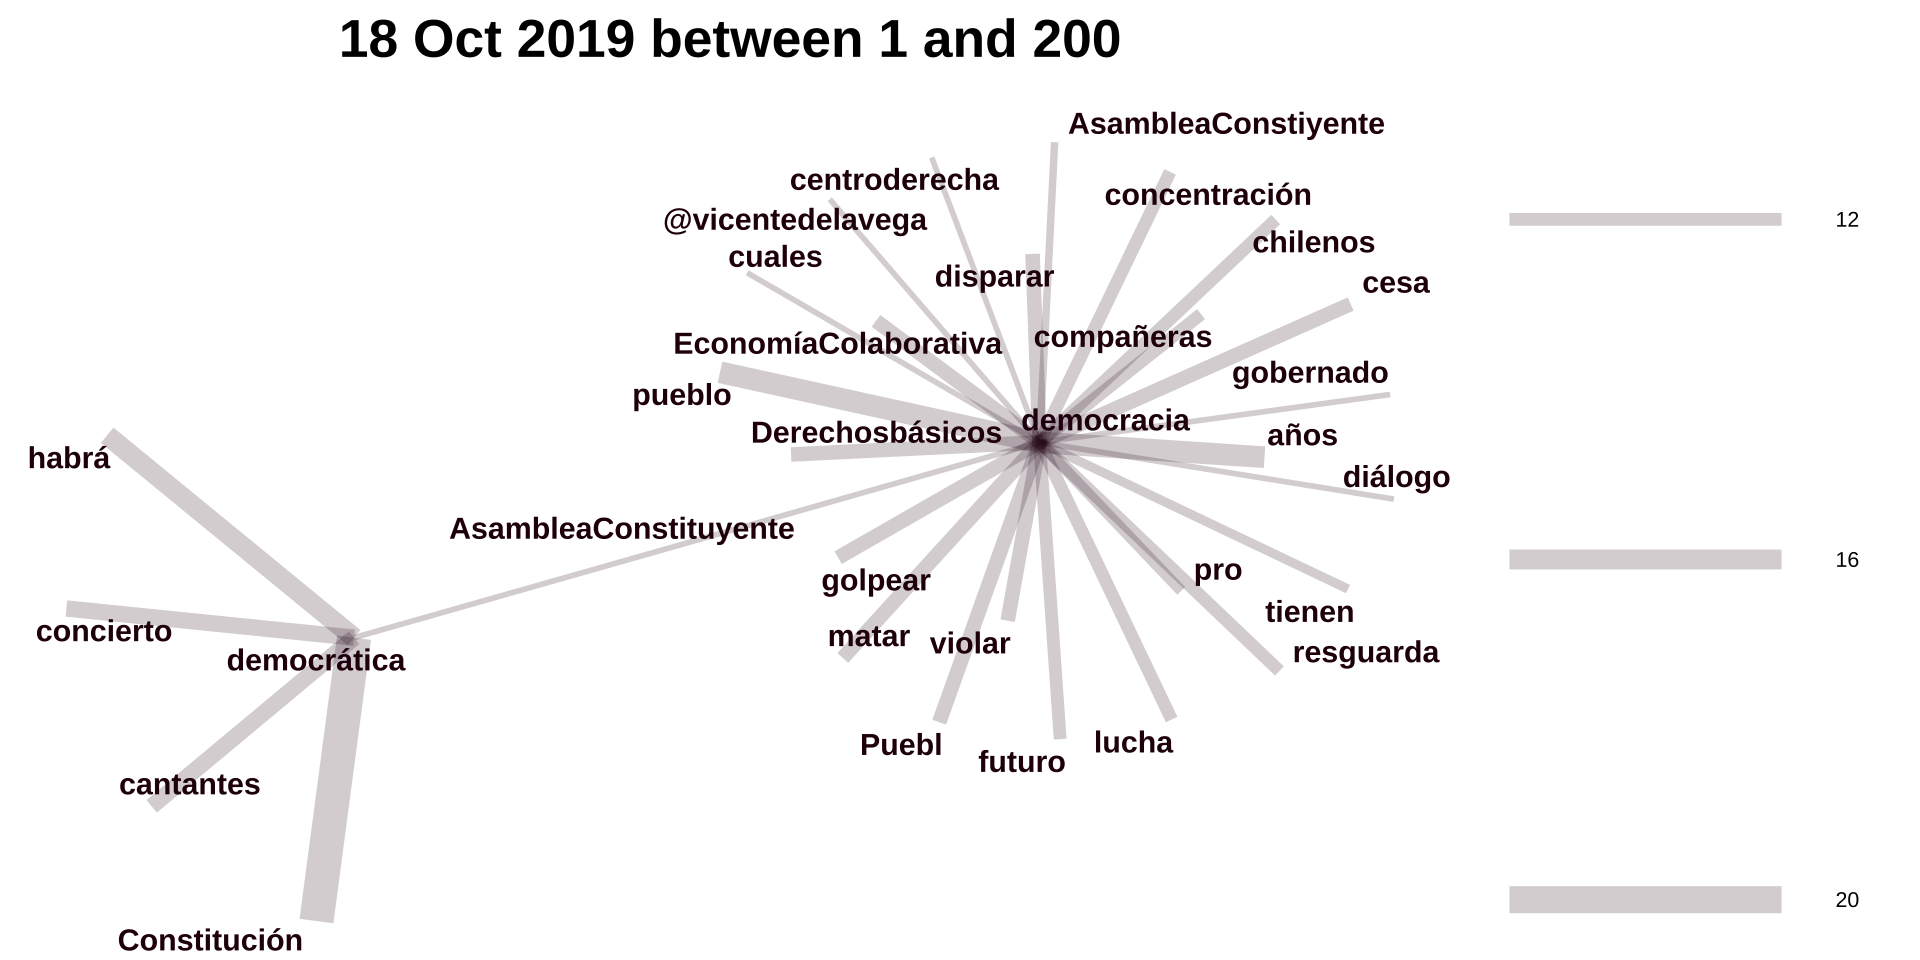 18 Oct 2019 between 1 and 200
AsambleaConstiyente
centroderecha
concentración
@vicentedelavega
chilenos
cuales
disparar
cesa
EconomíaColaborativa
compañeras
gobernado
pueblo
democracia
Derechosbásicos
años
habrá
diálogo
AsambleaConstituyente
golpear
pro
tienen
concierto
matar
violar
resguarda
democrática
Puebl
futuro
lucha
cantantes
Constitución
12
16
20